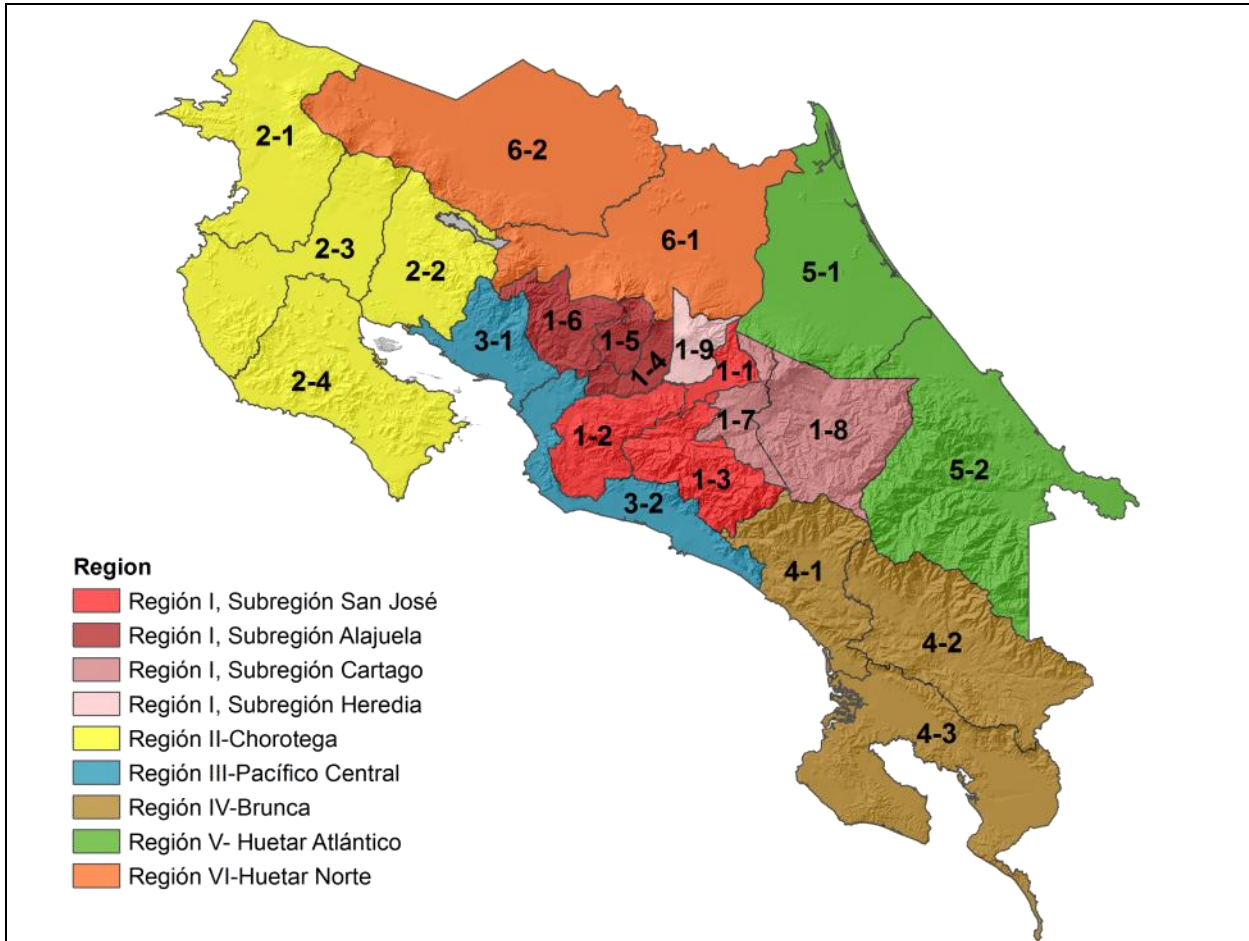 2-1
6-2
2-3
6-1
2-2
5-1
1-6
3-1
1-5
1-9
1-4
1-1
2-4
1-7
1-2
1-8
5-2
1-3
3-2
4-1
4-2
4-3
Region
Región I, Subregión San José
Región I, Subregión Alajuela
Región I, Subregión Cartago
Región I, Subregión Heredia
Región II-Chorotega
Región III-Pacífico Central
Región IV-Brunca
Región V- Huetar Atlántico
Región VI-Huetar Norte